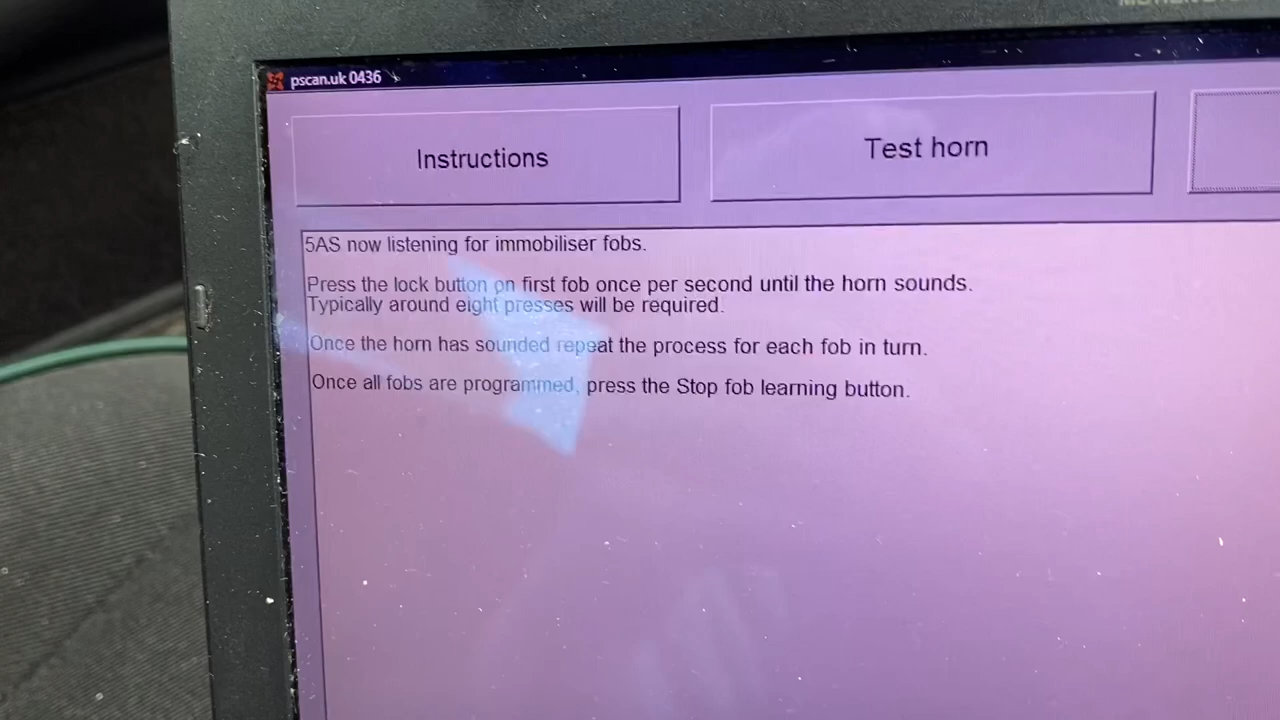 pscan.uk 0436
Instructions
Test horn
5AS now listening for immobiliser fobs.
Press the lock button on first fob once per second until the horn sounds.
Typically around eight presses will be required.
Once the horn has sounded repeat the process for each fob in turn.
Once all fobs are programmed, press the Stop fob learning button.